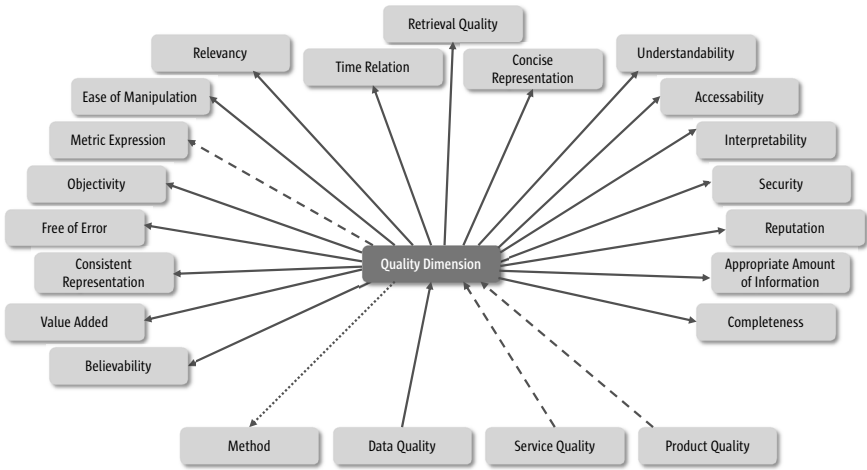 Retrieval Quality
Relevancy
Time Relation
Concise
Representation
Understandability
Ease of Manipulation
Accessability
Metric Expression
Interpretability
Objectivity
Security
Free of Error
Reputation
Quality Dimension
Consistent
Representation
Appropriate Amount
of Information
Value Added
Completeness
Believability
Method
Data Quality
Service Quality
Product Quality